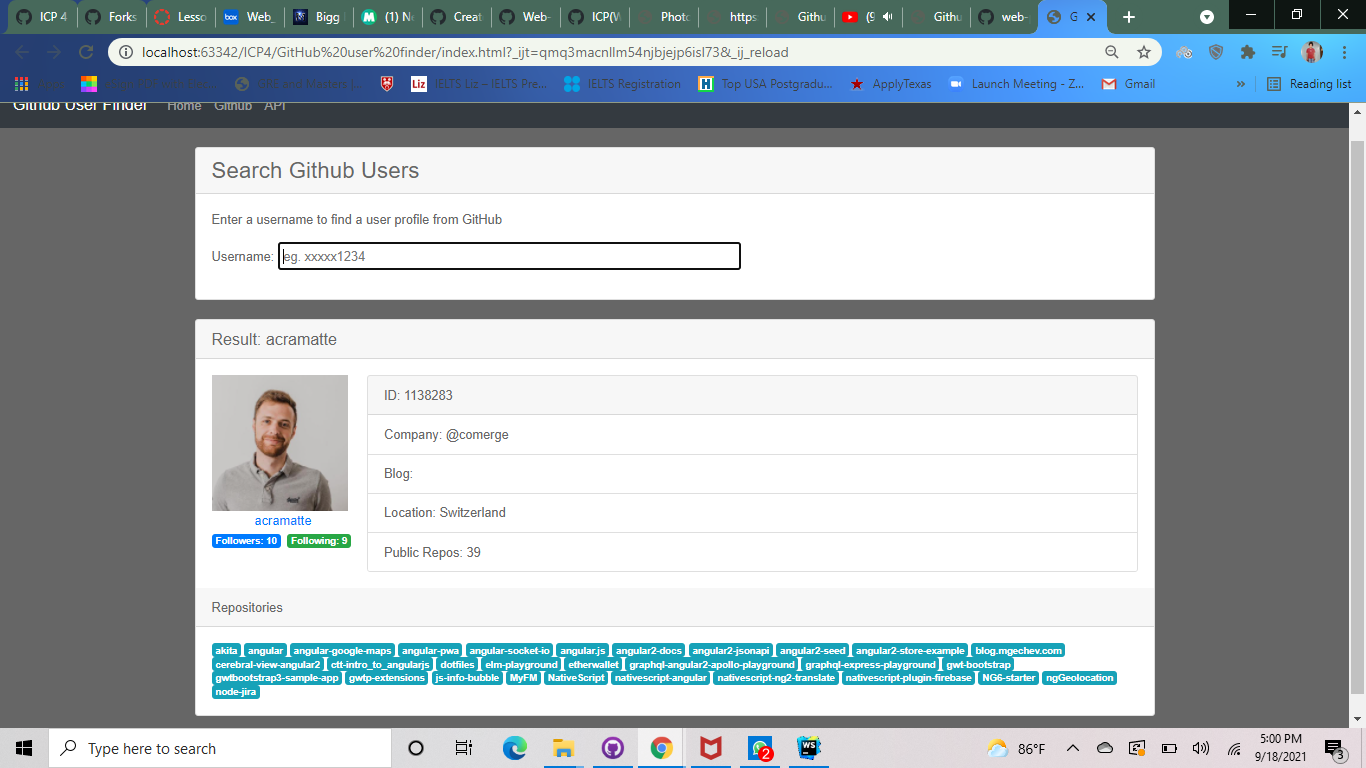 ICP 4
Forks
Lesso
box Web_
Bigg
(1) Ne
Creat
Web-
ICP(W
Photo
https
Githu
(9
Githu
web-
G
localhost:63342/ICP4/GitHub%20user%20finder/index.html?_ijt=qmq3macnllm54njbjejp6isl73&_ij_reload
Liz IELTS Liz – IELTS Pre...
IELTS Registration
H Top USA Postgradu...
ApplyTexas
Launch Meeting - Z...
Gmail
»
Reading list
Github User Finder Home Github API
Search Github Users
Enter a username to find a user profile from GitHub
Username: eg. xxxxx1234
Result: acramatte
acramatte
Followers: 10 Following: 9
ID: 1138283
Company: @comerge
Blog:
Location: Switzerland
Public Repos: 39
Repositories
akita angular angular-google-maps angular-pwa angular-socket-io angular.js angular2-docs angular2-jsonapi angular2-seed angular2-store-example blog.mgechev.com
cerebral-view-angular2 ctt-intro_to_angularjs dotfiles elm-playground etherwallet graphql-angular2-apollo-playground graphql-express-playground gwt-bootstrap
gwtbootstrap3-sample-app gwtp-extensions js-info-bubble MyFM NativeScript nativescript-angular nativescript-ng2-translate nativescript-plugin-firebase NG6-starter ngGeolocation
node-jira
Type here to search
2
WS
86°F
5:00 PM
9/18/2021
3